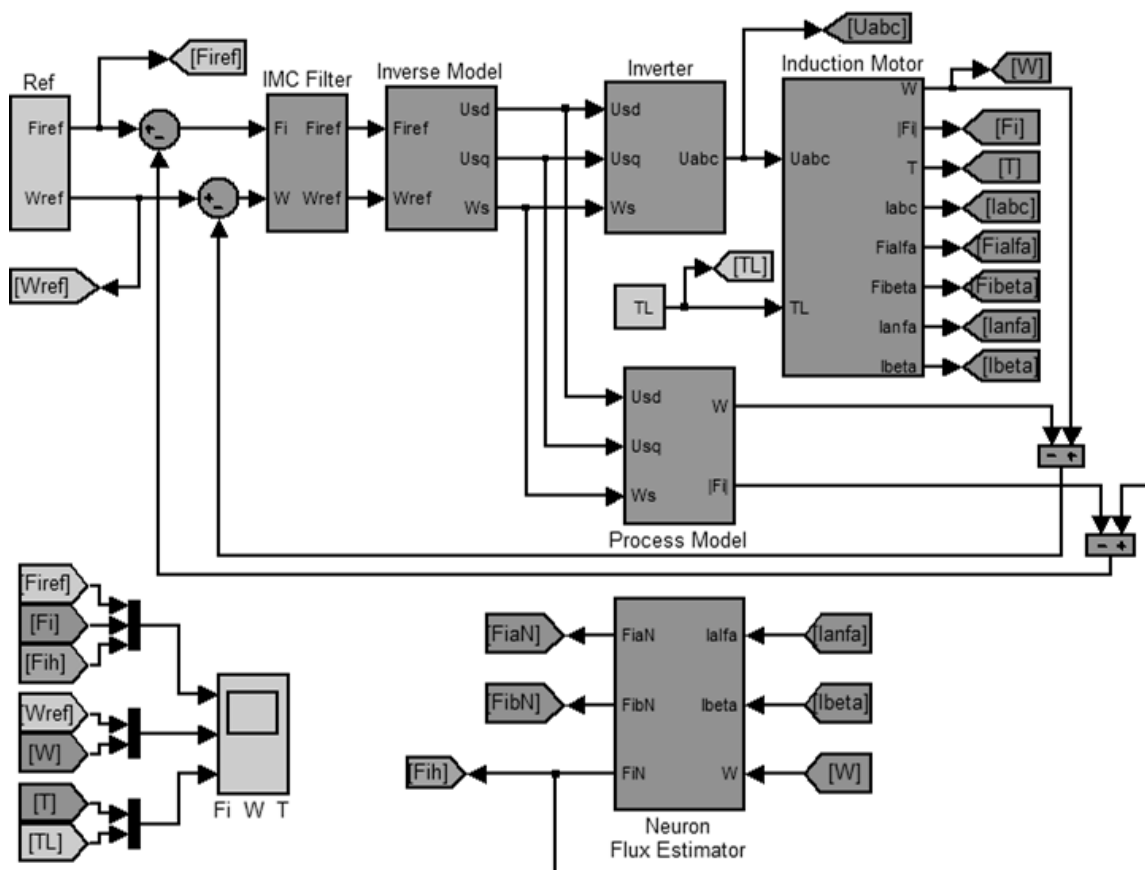 [Firef]
[Uabc]
Ref
IMC Filter
Inverse Model
Inverter
Induction Motor
[W]
Firef
Wref
Fi
W
Firef
Wref
Firef
Wref
Usd
Usq
Ws
Usd
Usq
Ws
Uabc
Uabc
TL
W
|Fi|
T
Iabc
Fialfa
Fibeta
Ianfa
Ibeta
[Fi]
[T]
[Iabc]
[Fialfa]
[Fibeta]
[Ianfa]
[Ibeta]
[Wref]
[TL]
TL
Usd
Usq
Ws
W
|Fi|
Process Model
[Firef]
[Fi]
[Fih]
[Wref]
[W]
[T]
[TL]
Fi W T
[FiaN]
[FibN]
[Fih]
FiaN
FibN
FiN
Ialfa
Ibeta
W
[Ianfa]
[Ibeta]
[W]
Neuron
Flux Estimator